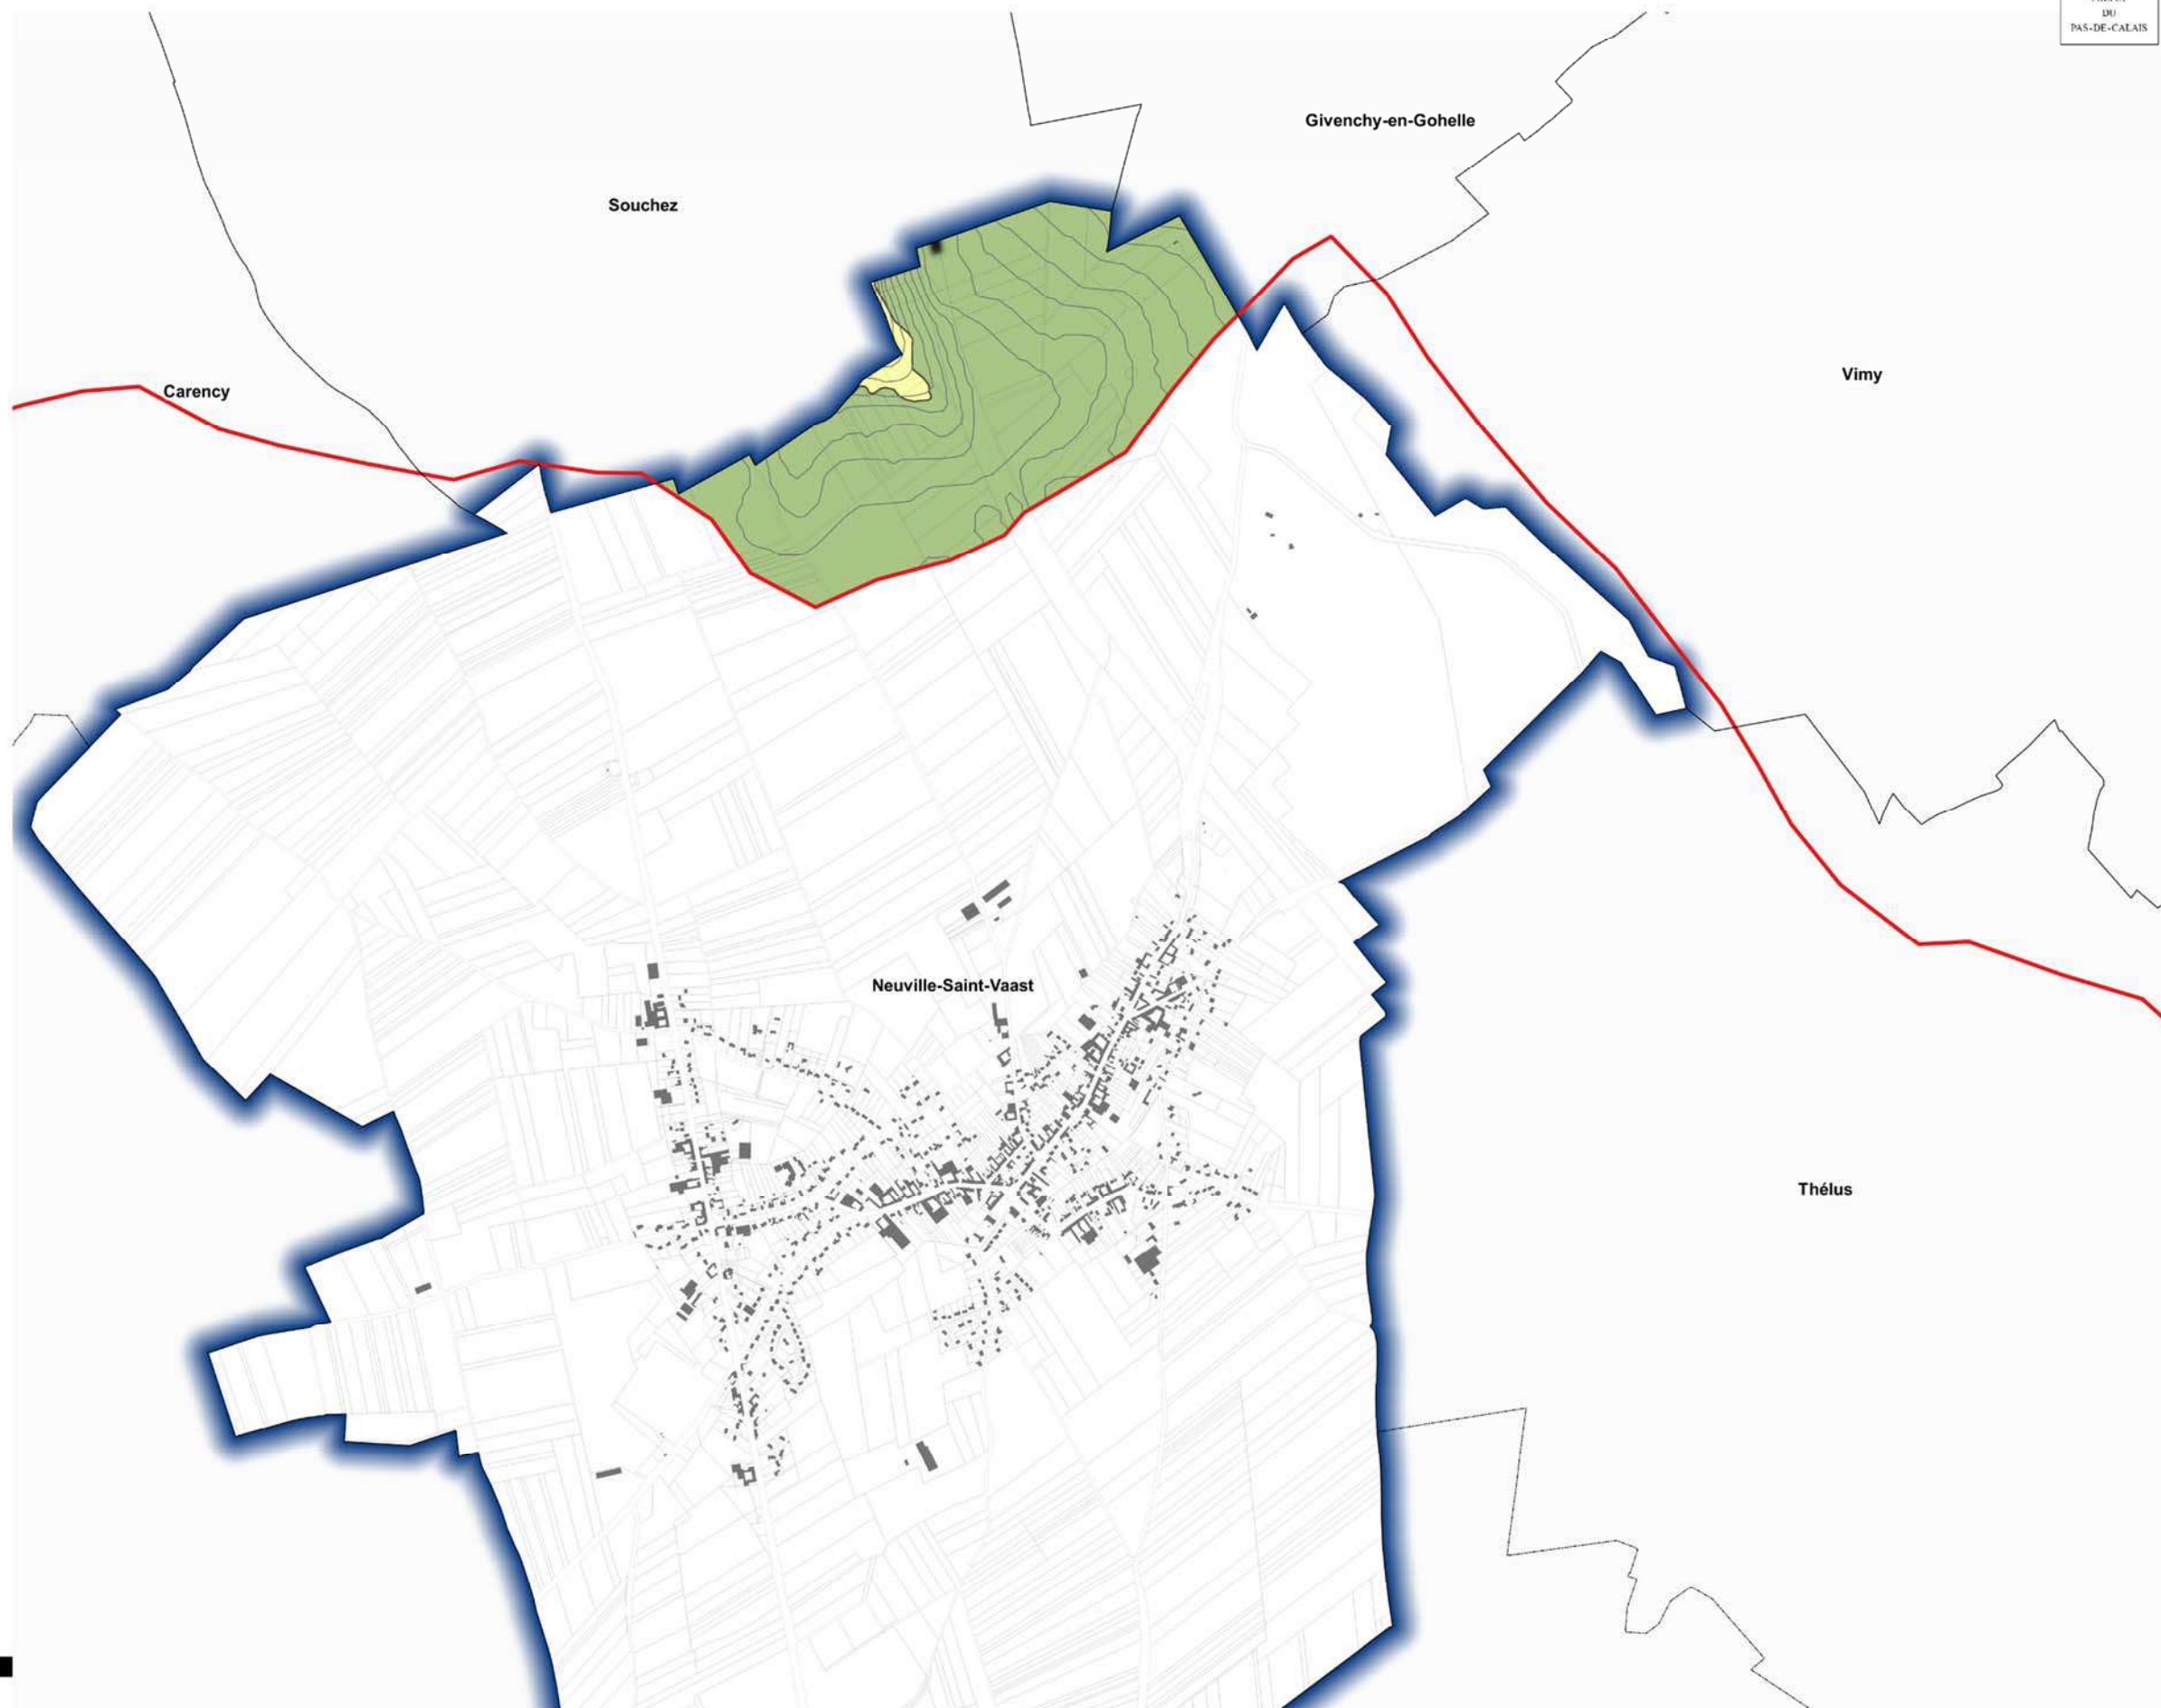 DU
PAS-DE-CALAIS
Givenchy-en-Gohelle
Souchez
Vimy
Carency
Neuville-Saint-Vaast
Thélus